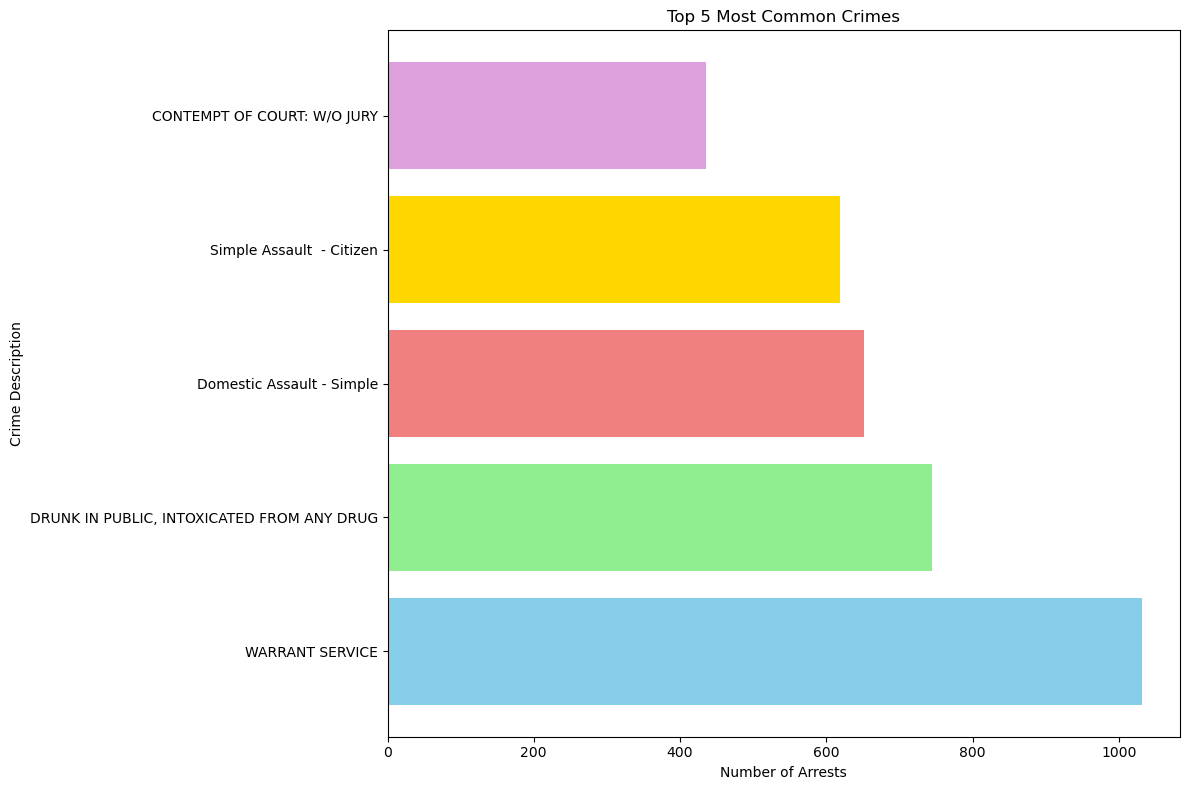 Top 5 Most Common Crimes
CONTEMPT OF COURT: W/O JURY
Simple Assault  - Citizen
Domestic Assault - Simple
DRUNK IN PUBLIC, INTOXICATED FROM ANY DRUG
WARRANT SERVICE
Crime Description
0 200 400 600 800 1000
Number of Arrests